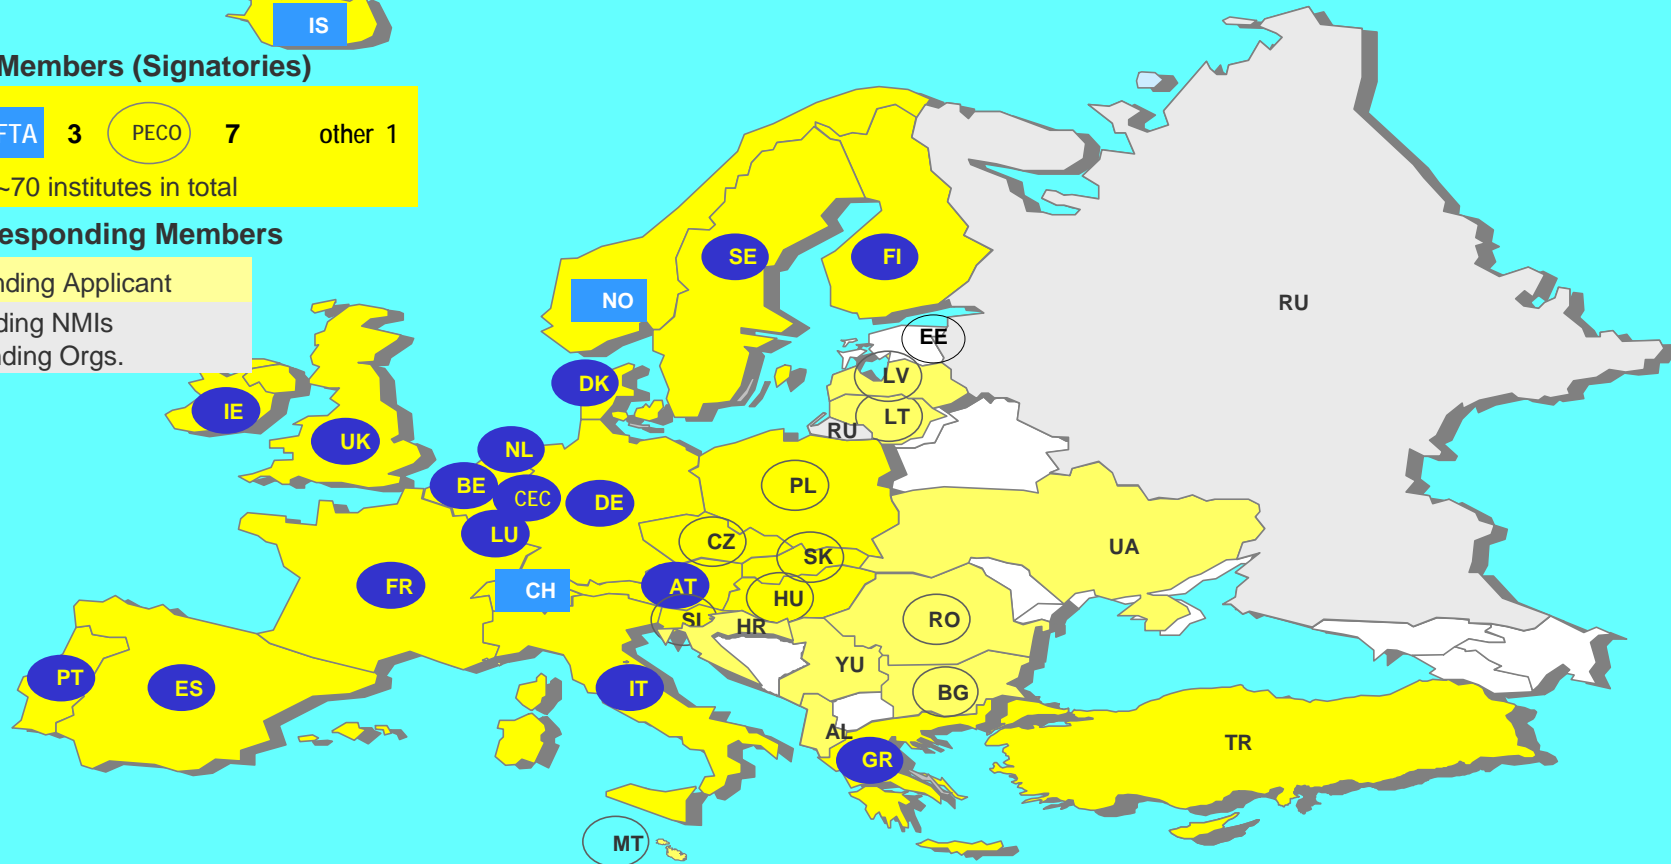 IS
Members (Signatories)
FTA 3 PECO 7 other 1
~70 institutes in total
esponding Members
nding Applicant
ding NMIs
nding Orgs.
SE
FI
NO
RU
EE
DK
LV
IE
LT
RU
UK
NL
BE
CEC
DE
PL
LU
CZ
SK
UA
FR
CH
AT
HU
SI
HR
RO
YU
PT
ES
IT
BG
AL
GR
TR
MT